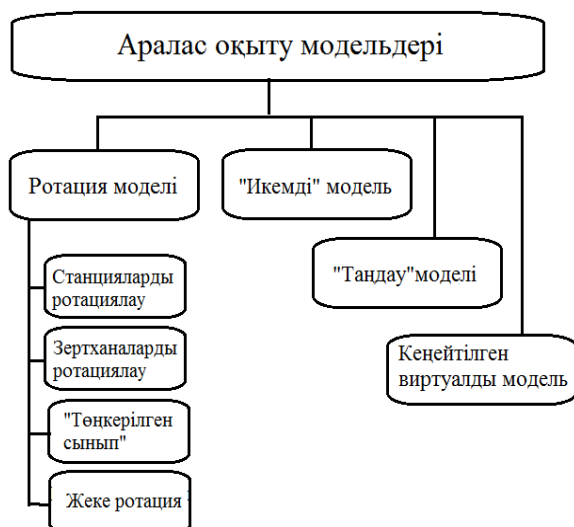 Аралас оқыту модельдері
Ротация моделі
"Икемді" модель
"Таңдау"моделі
Кеңейтілген
виртуалды модель
Станцияларды
ротациялау
Зертханаларды
ротациялау
"Төңкерілген
сынып"
Жеке ротация